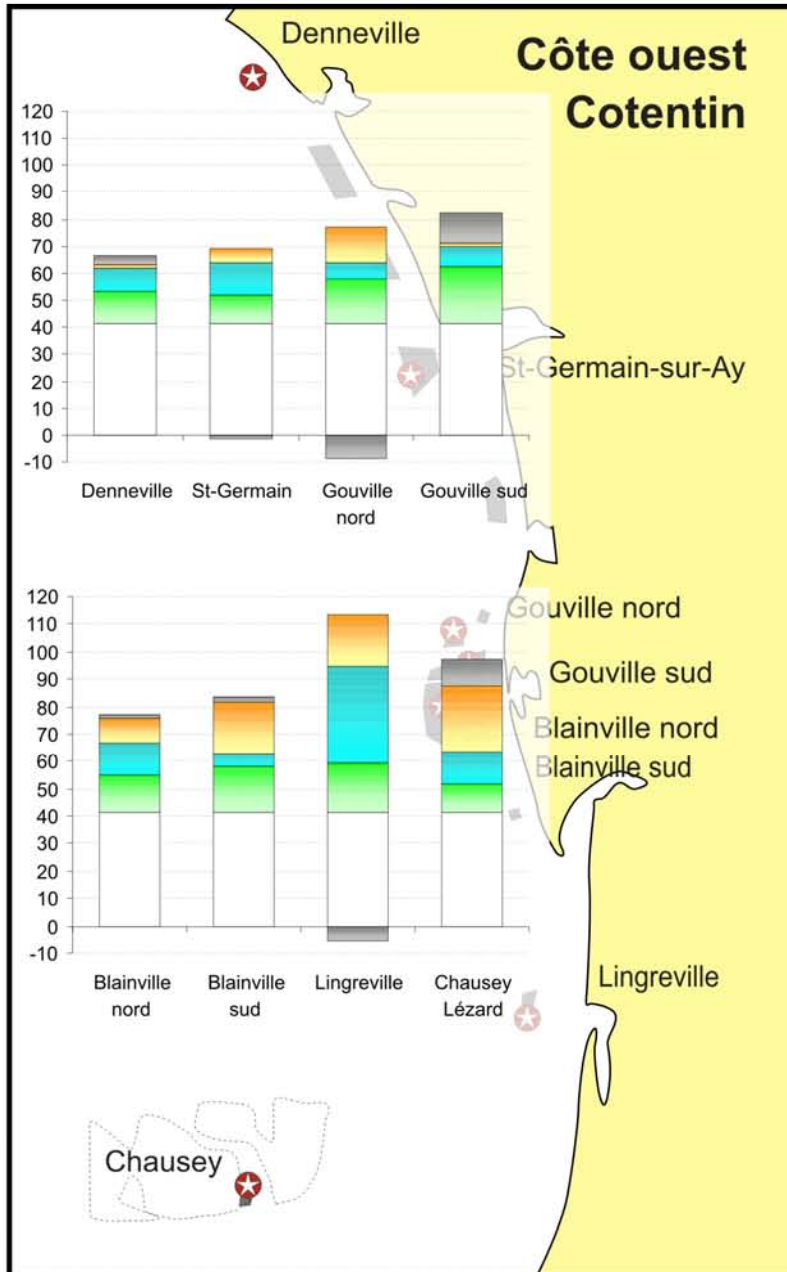 Denneville
Côte ouest
Cotentin
120
110
100
90
80
70
60
50
40
30
20
10
0
-10
Denneville
St-Germain
Gouville
nord
Gouville sud
St-Germain-sur-Ay
120
110
100
90
80
70
60
50
40
30
20
10
0
-10
Blainville
nord
Blainville
sud
Lingreville
Chausey
Lézard
Gouville nord
Gouville sud
Blainville nord
Blainville sud
Lingreville
Chausey